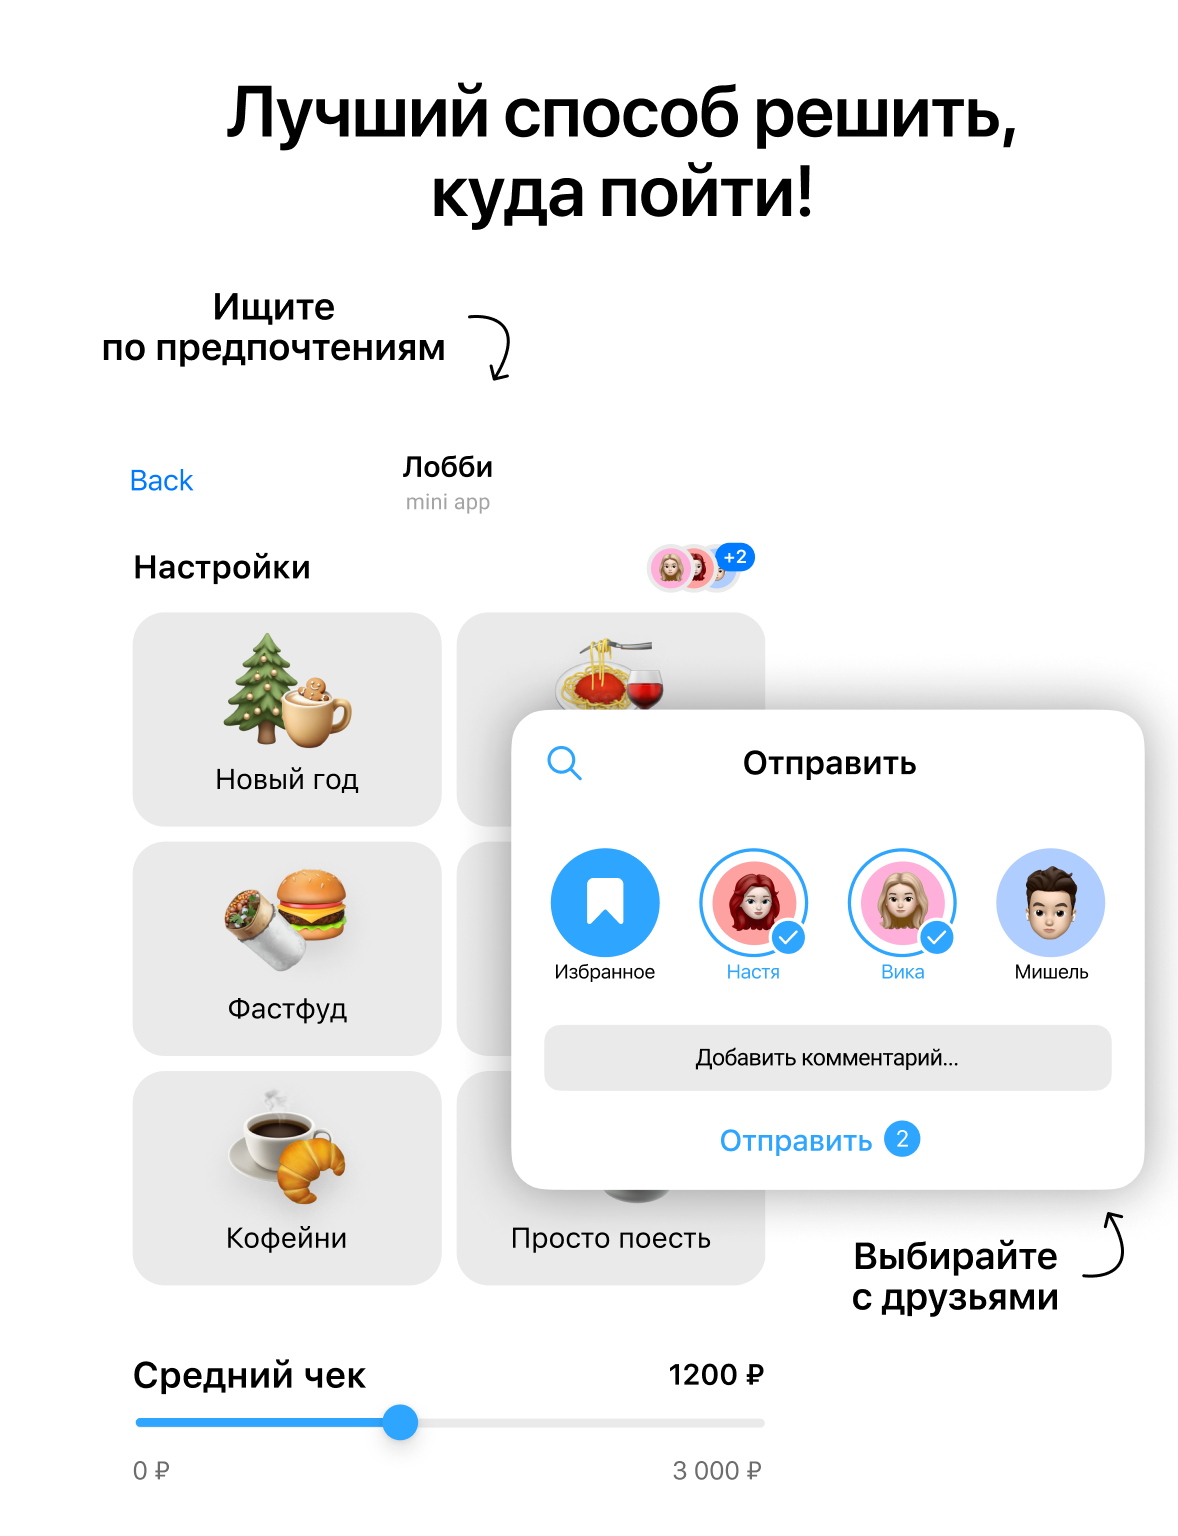 Лучший способ решить,
куда пойти!
Ищите
по предпочтениям
Back
Лобби
mini app
Настройки
+2
Новый год
Отправить
Избранное
Настя
Вика
Мишель
Фастфуд
Добавить комментарий...
Отправить 2
Кофейни
Просто поесть
Выбирайте
с друзьями
Средний чек
1200 ₽
0 ₽
3 000 ₽